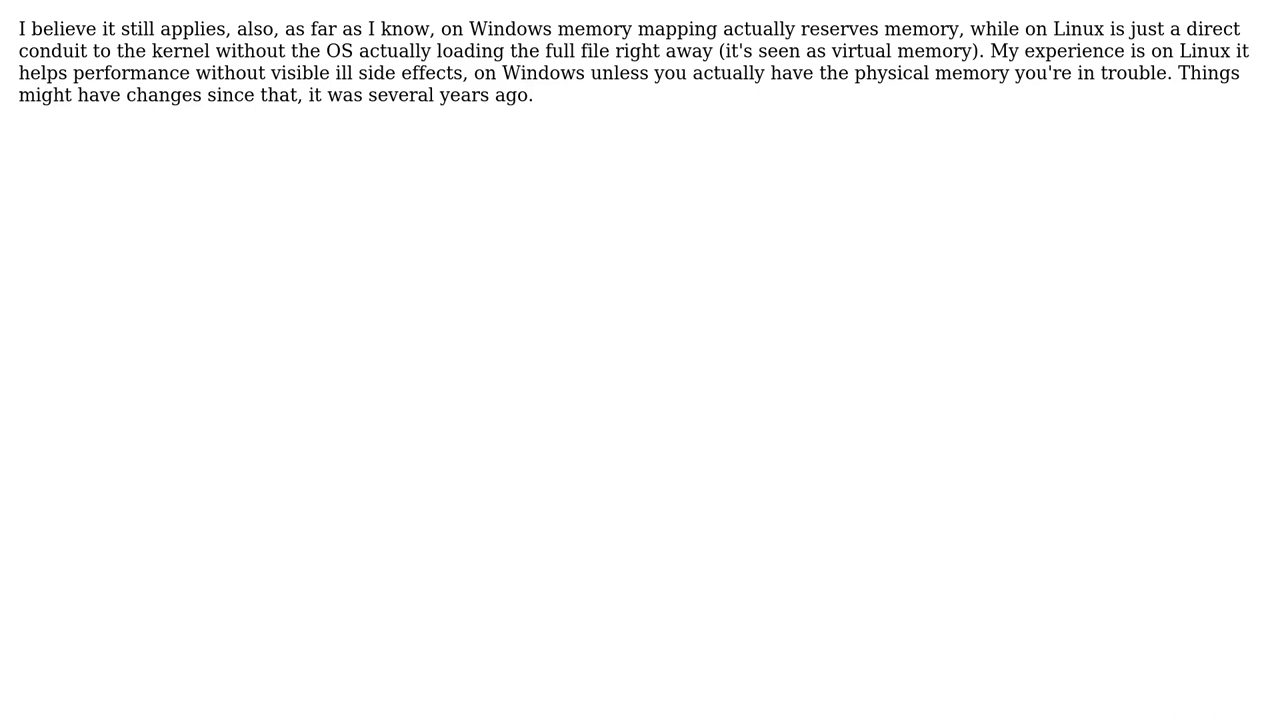 I believe it still applies, also, as far as I know, on Windows memory mapping actually reserves memory, while on Linux is just a direct
conduit to the kernel without the OS actually loading the full file right away (it's seen as virtual memory). My experience is on Linux it
helps performance without visible ill side effects, on Windows unless you actually have the physical memory you're in trouble. Things
might have changes since that, it was several years ago.